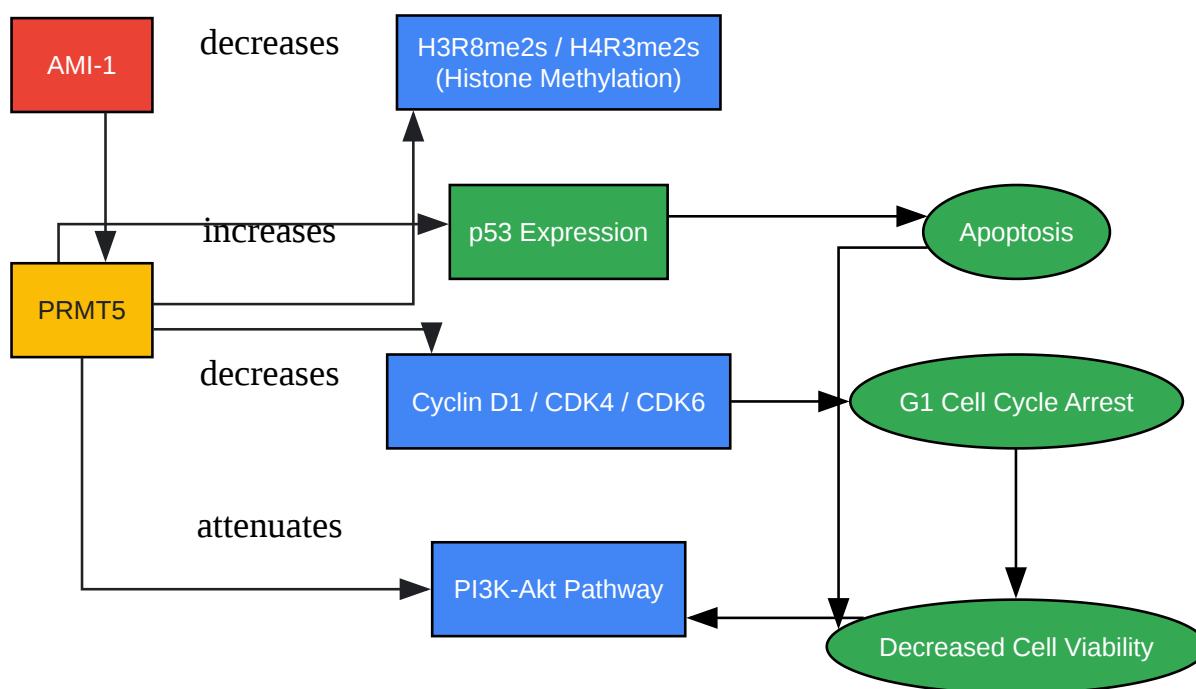 AMI-1
decreases
H3R8me2s / H4R3me2s
(Histone Methylation)
increases
p53 Expression
Apoptosis
PRMT5
decreases
Cyclin D1 / CDK4 / CDK6
G1 Cell Cycle Arrest
attenuates
PI3K-Akt Pathway
Decreased Cell Viability